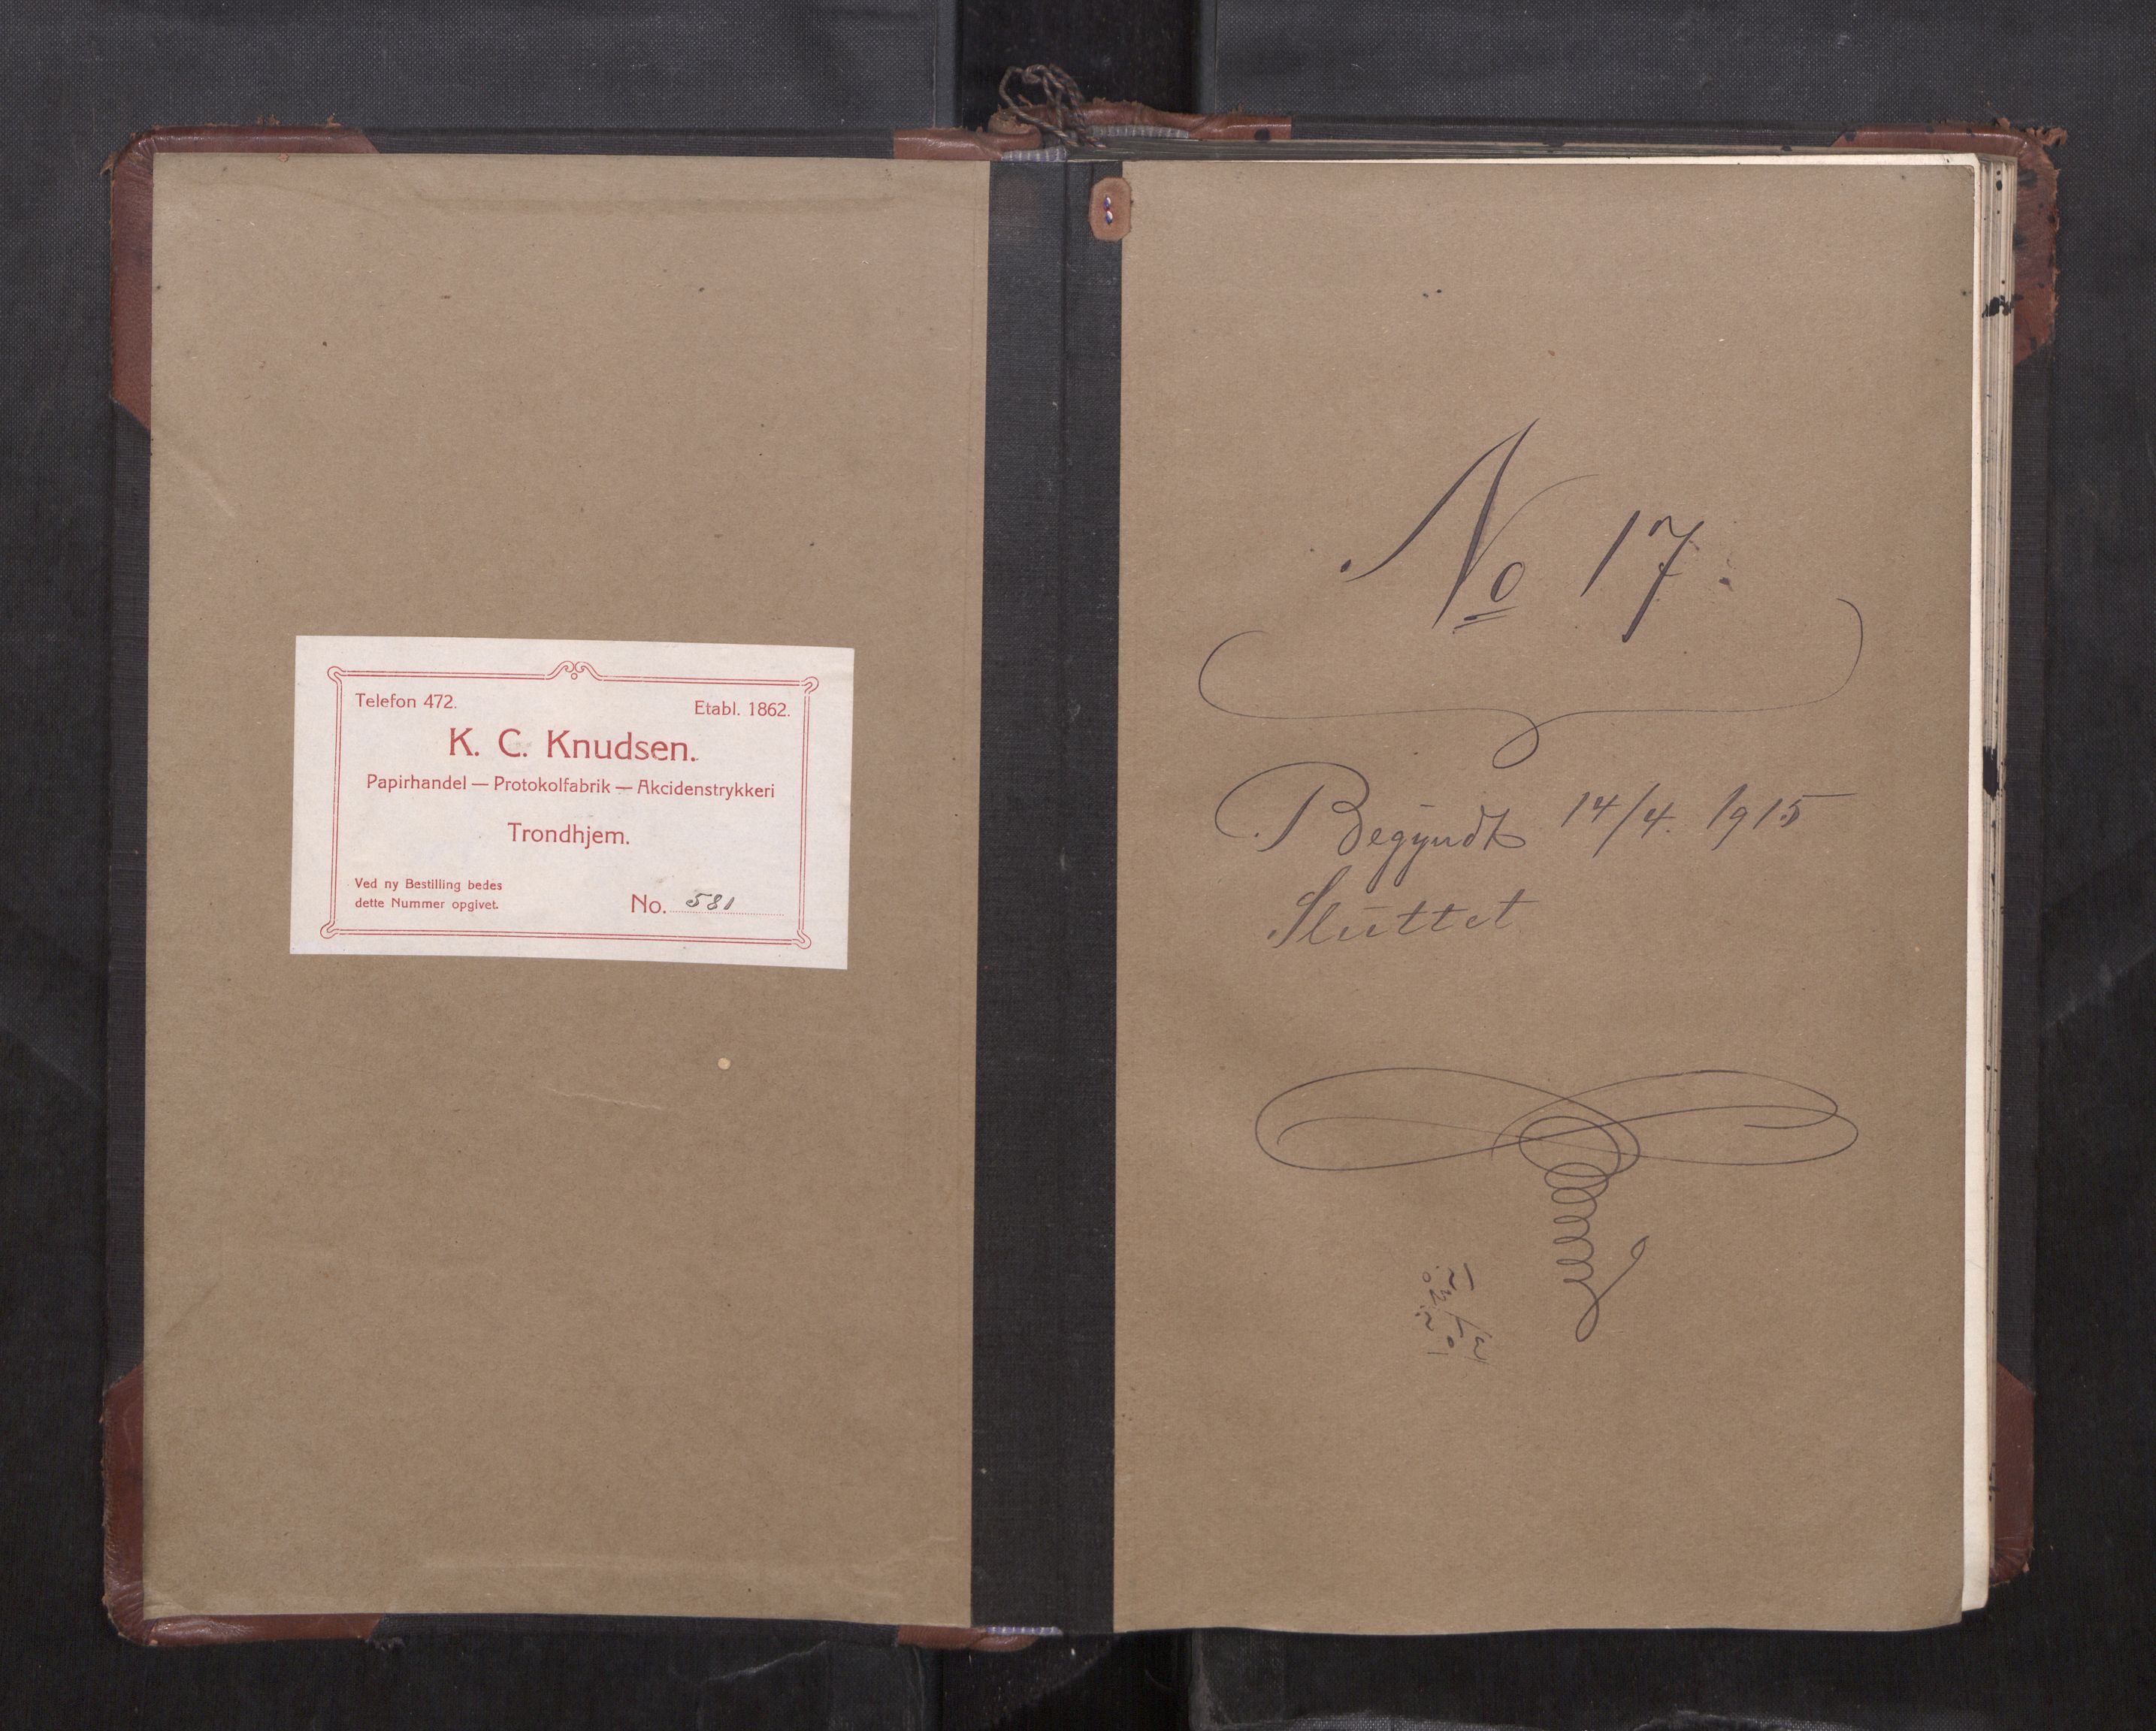 Telefon 472.
Etabl. 1862.
K. C. Knudsen.
Papirhandel — Protokolfabrik — Akcidenstrykkeri
Trondhjem.
Ved ny Bestilling bedes
dette Nummer opgivet.
No. 581
No 17.
Begyndt 14/4. 1915
Sluttet